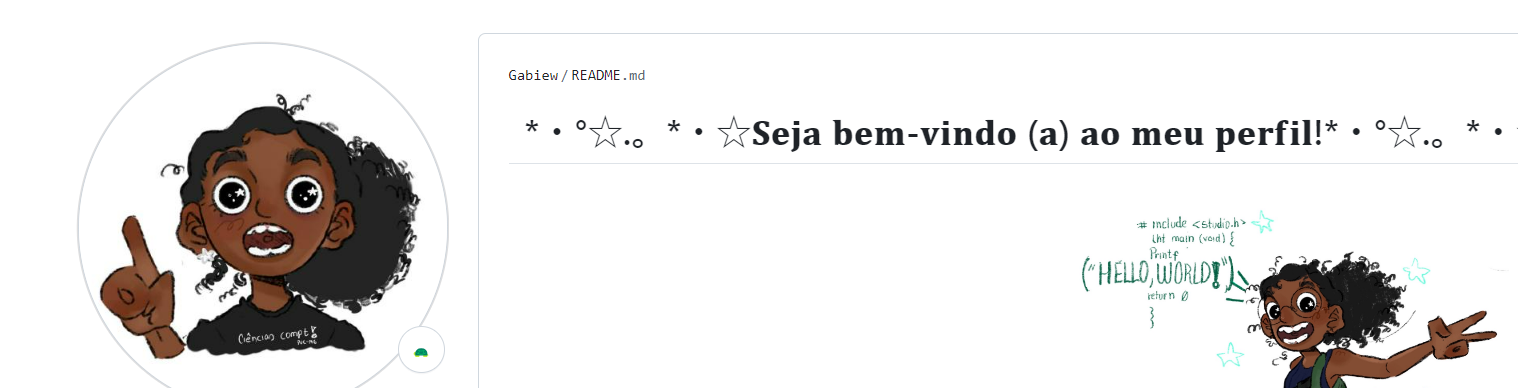 Gabiew/README.md
*・°☆.。*・☆Seja bem-vindo (a) ao meu perfil!*・°☆.。*・
# include <studio.h>
int main (void) {
Printf
("HELLO, WORLD!")
return 0
}
Ciências comp!